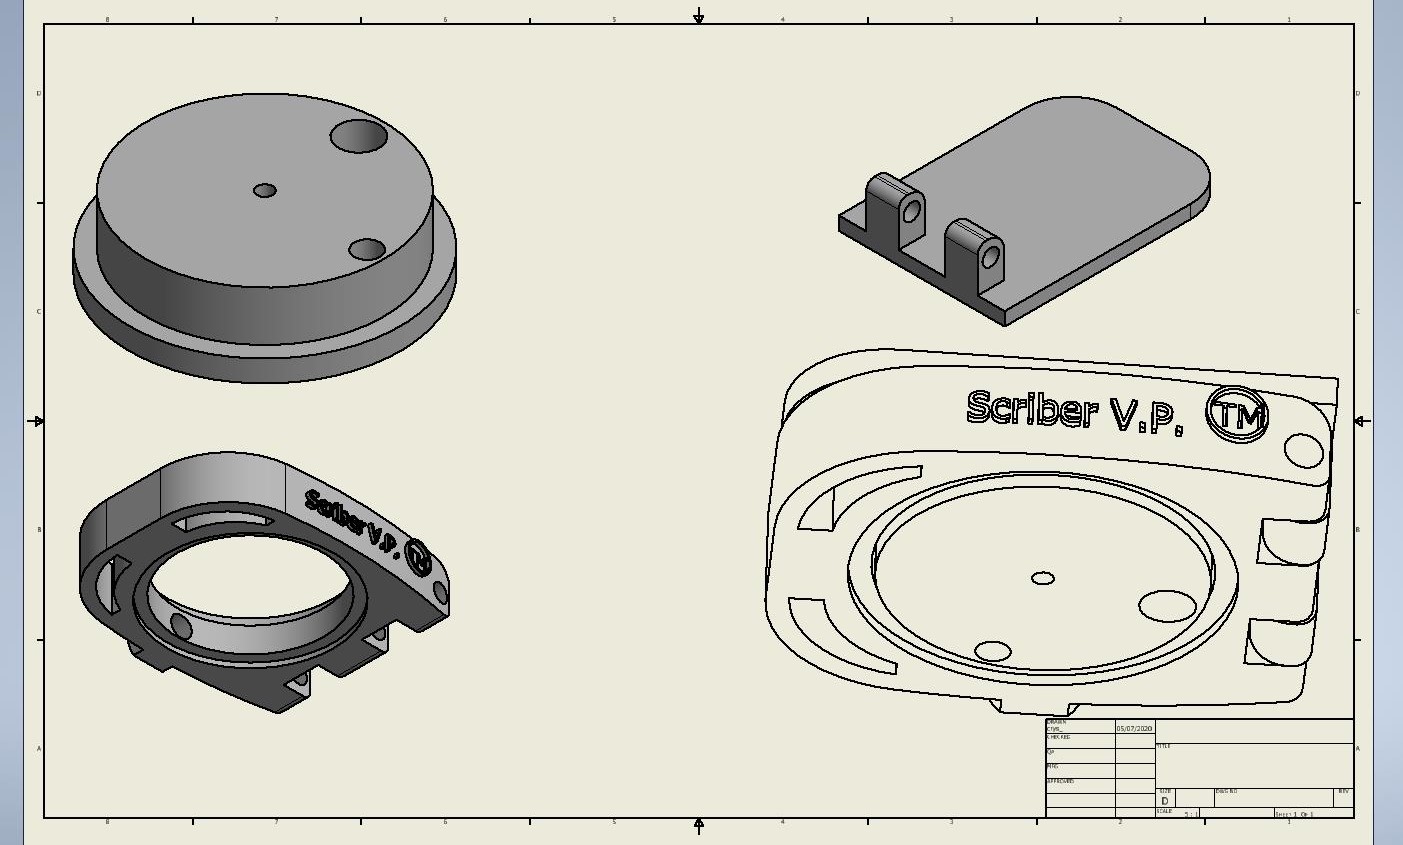 8 7 6 5 4 3 2 1
D D
C C
Scriber V.P. TM
Scriber V.P. TM
B B
DRAWN
05/07/2020
CHECKED
TITLE
QA
MFG
APPROVED
SIZE
D
DWG NO
REV
SCALE
5 : 1
SHEET 1 OF 1
A A
8 7 6 5 4 3 2 1